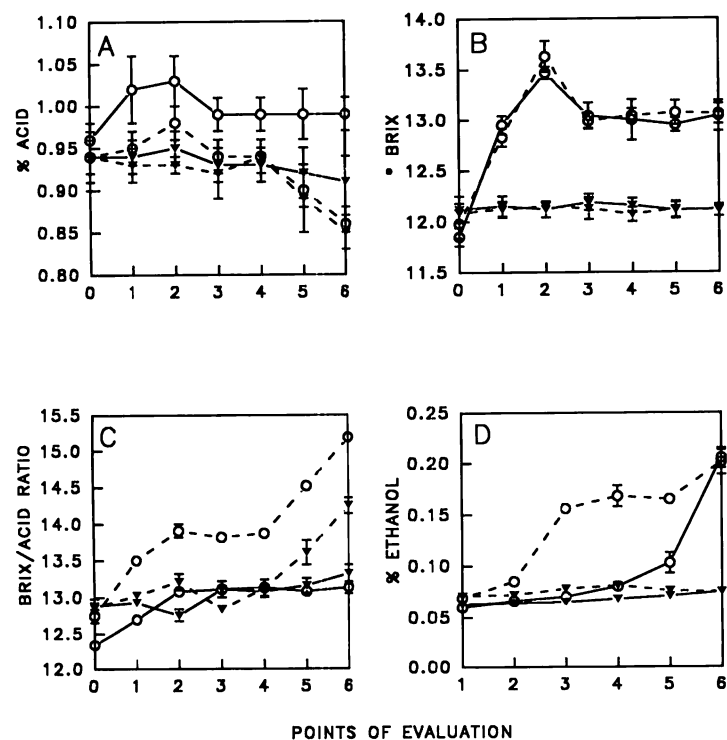 A
% ACID
1.10
1.05
1.00
0.95
0.90
0.85
0.80
0 1 2 3 4 5 6
B
° BRIX
14.0
13.5
13.0
12.5
12.0
11.5
0 1 2 3 4 5 6
C
BRIX/ACID RATIO
15.5
15.0
14.5
14.0
13.5
13.0
12.5
12.0
0 1 2 3 4 5 6
D
% ETHANOL
0.25
0.20
0.15
0.10
0.05
0.00
1 2 3 4 5 6
POINTS OF EVALUATION